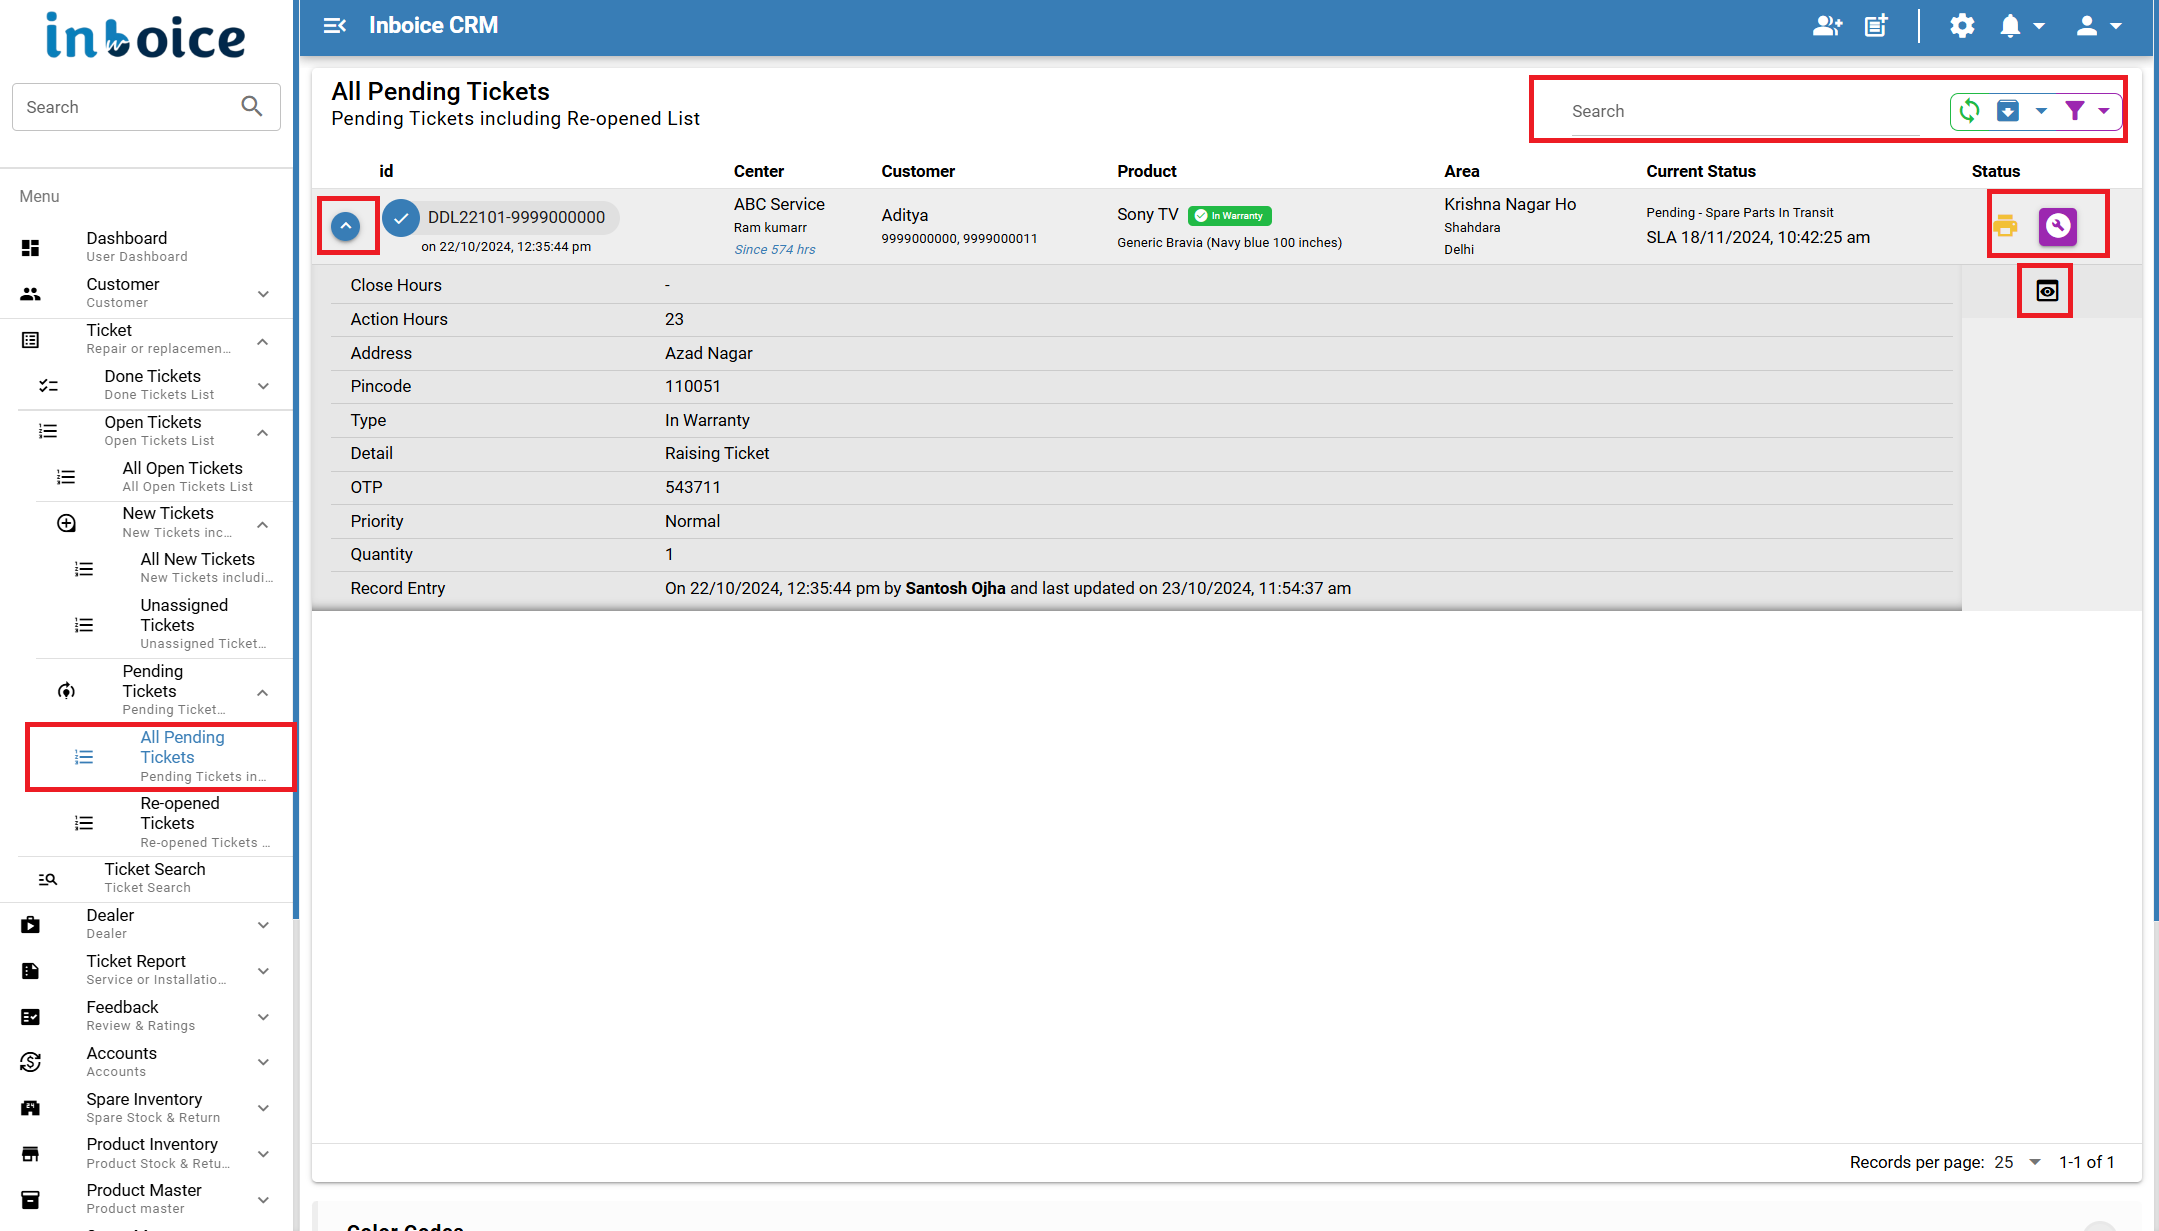 inboice
Search
Menu
Dashboard
User Dashboard
Customer
Customer
Ticket
Repair or replacemen...
Done Tickets
Done Tickets List
Open Tickets
Open Tickets List
All Open Tickets
All Open Tickets List
New Tickets
New Tickets inc...
All New Tickets
New Tickets includi...
Unassigned
Tickets
Unassigned Ticket...
Pending
Tickets
Pending Ticket...
All Pending
Tickets
Pending Tickets in...
Re-opened
Tickets
Re-opened Tickets ...
Ticket Search
Ticket Search
Dealer
Dealer
Ticket Report
Service or Installatio...
Feedback
Review & Ratings
Accounts
Accounts
Spare Inventory
Spare Stock & Return
Product Inventory
Product Stock & Retu...
Product Master
Product master
Inboice CRM
All Pending Tickets
Pending Tickets including Re-opened List
Search
id Center Customer Product Area Current Status Status
DDL22101-9999000000
on 22/10/2024, 12:35:44 pm
ABC Service
Ram kumarr
Since 574 hrs
Aditya
9999000000, 9999000011
Sony TV In Warranty
Generic Bravia (Navy blue 100 inches)
Krishna Nagar Ho
Shahdara
Delhi
Pending - Spare Parts In Transit
SLA 18/11/2024, 10:42:25 am
Close Hours -
Action Hours 23
Address Azad Nagar
Pincode 110051
Type In Warranty
Detail Raising Ticket
OTP 543711
Priority Normal
Quantity 1
Record Entry On 22/10/2024, 12:35:44 pm by Santosh Ojha and last updated on 23/10/2024, 11:54:37 am
Records per page: 25 1-1 of 1
Color Codes